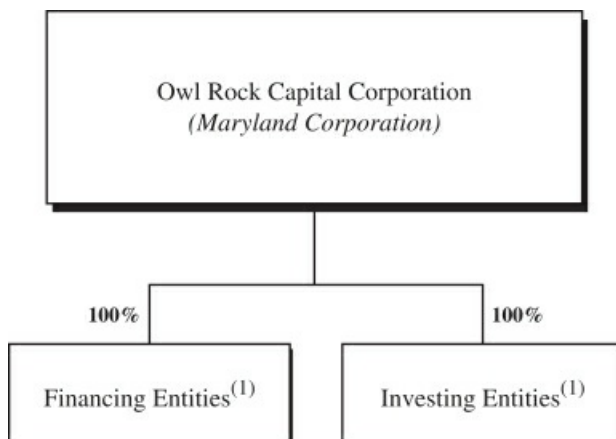 Owl Rock Capital Corporation
(Maryland Corporation)
100%
100%
Financing Entities(1)
Investing Entities(1)